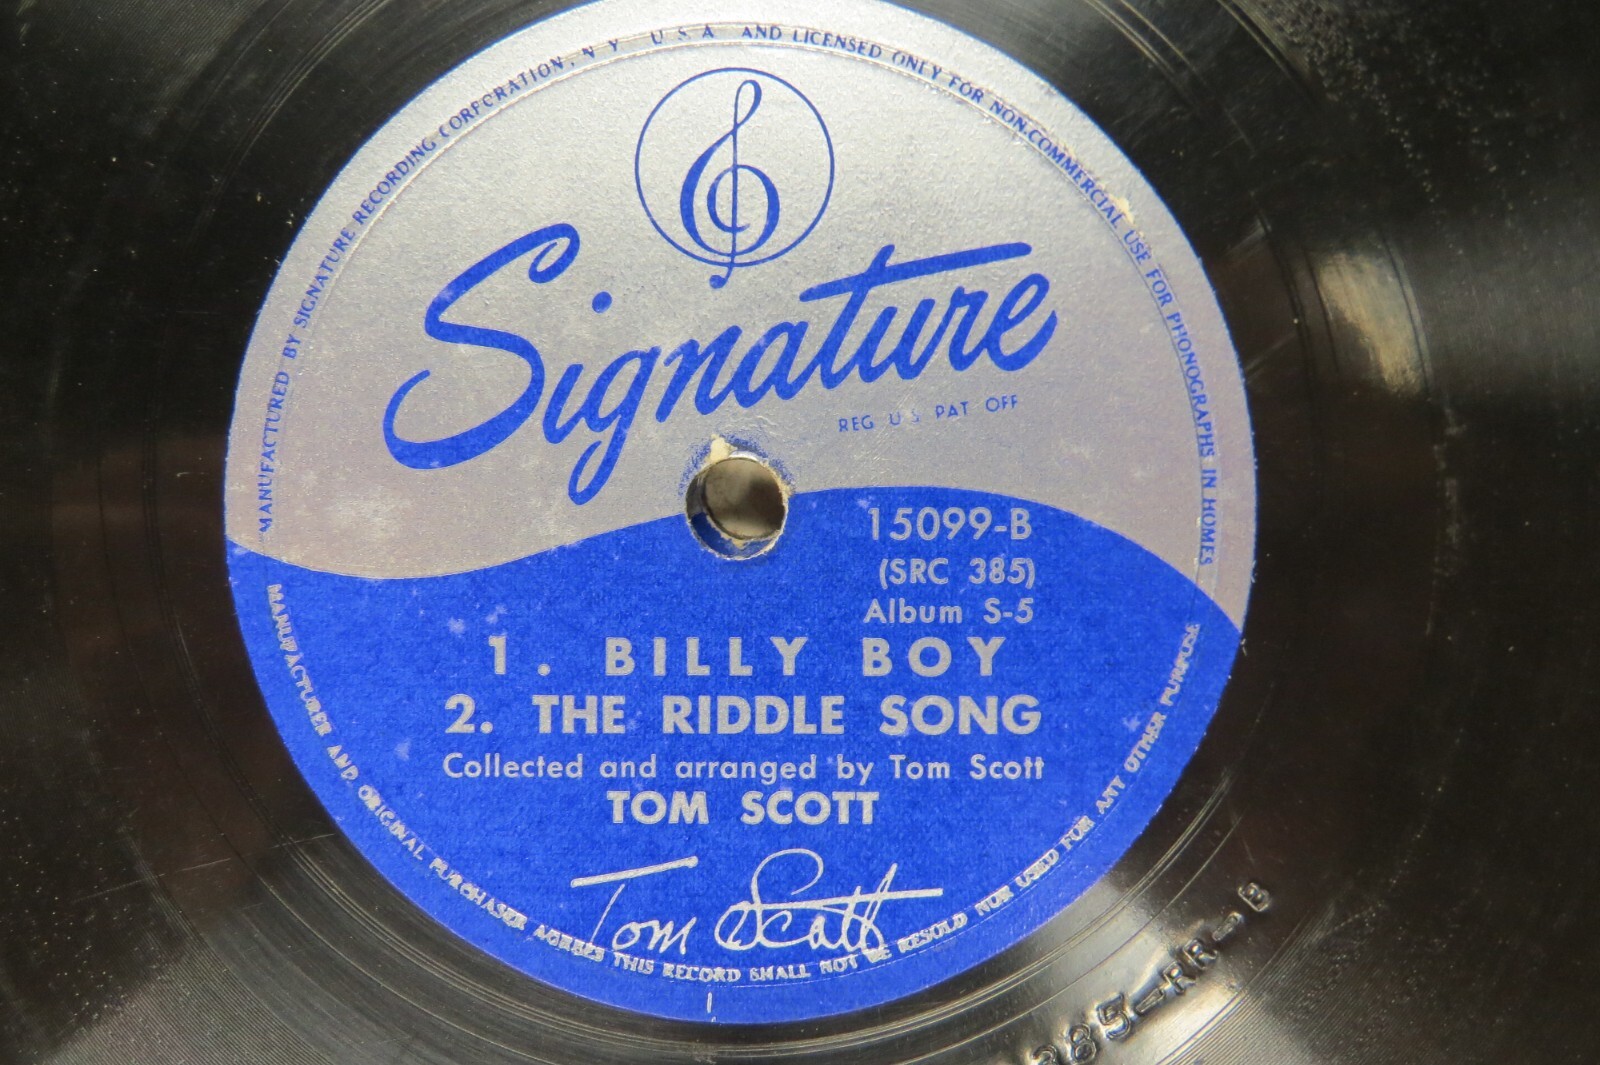 MANUFACTURED BY SIGNATURE RECORDING CORPORATION, N Y U S A AND LICENSED ONLY FOR NON-COMMERCIAL USE FOR PHONOGRAPHS IN HOMES
Signature
REG U S PAT OFF
15099-B
(SRC 385)
Album S-5
1. BILLY BOY
2. THE RIDDLE SONG
Collected and arranged by Tom Scott
TOM SCOTT
Tom Scott
MANUFACTURER AND ORIGINAL PURCHASER AGREES THIS RECORD SHALL NOT BE RESOLD NOR USED FOR ANY OTHER PURPOSE
385-RR-B